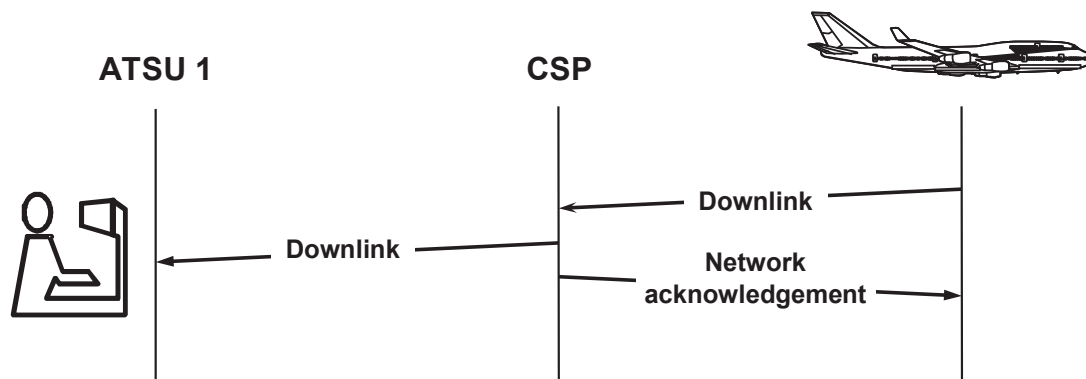 ATSU 1
CSP
Downlink
Downlink
Network
acknowledgement